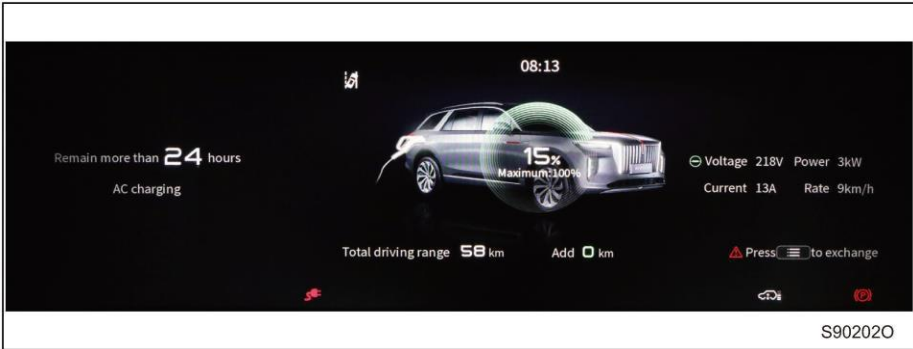 08:13
Remain more than 24 hours
AC charging
15%
Maximum:100%
Voltage 218V Power 3kW
Current 13A Rate 9km/h
Total driving range 58 km Add 0 km
Press to exchange
S90202O